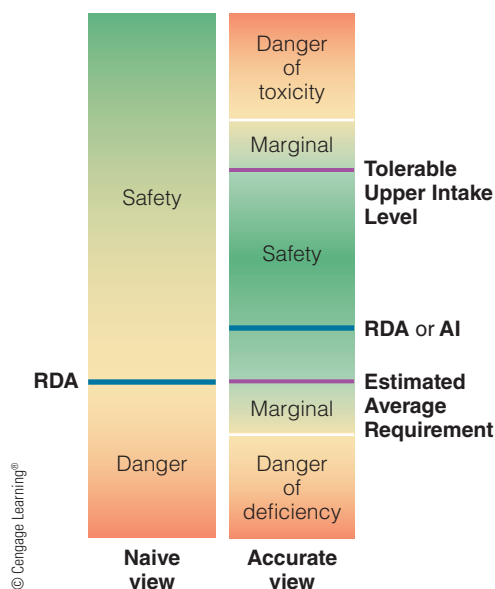 Danger
of
toxicity
Marginal
Tolerable
Upper Intake
Level
Safety
Safety
RDA or AI
RDA
Estimated
Average
Requirement
Marginal
Danger
Danger
of
deficiency
Naive
view
Accurate
view
© Cengage Learning®